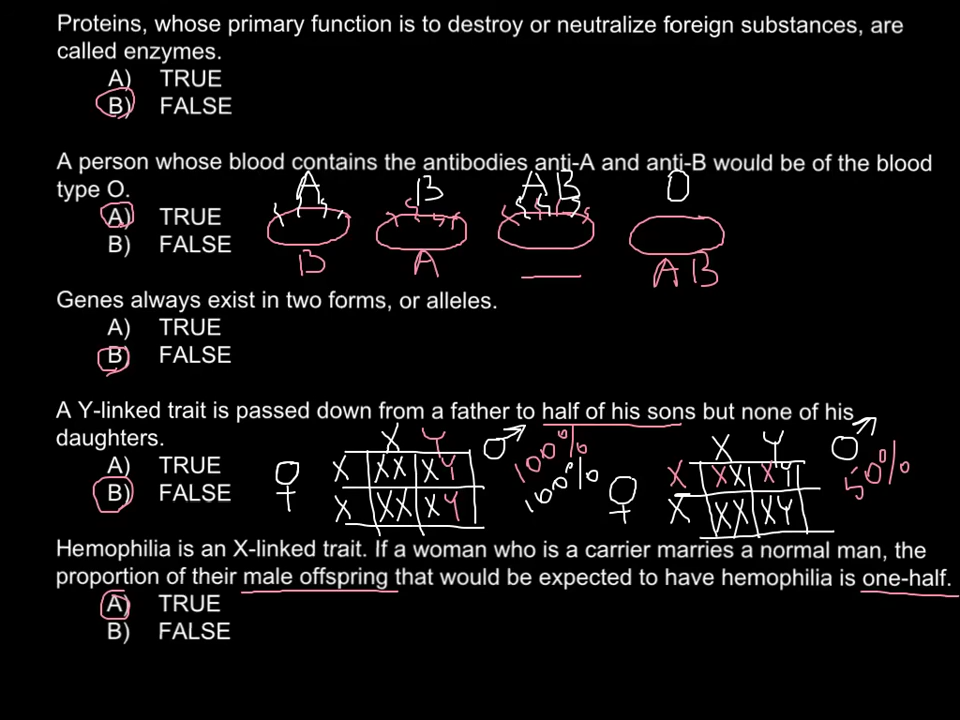 Proteins, whose primary function is to destroy or neutralize foreign substances, are
called enzymes.
A) TRUE
B) FALSE
A person whose blood contains the antibodies anti-A and anti-B would be of the blood
type O.
A B AB O
A) TRUE
B) FALSE
B A AB
Genes always exist in two forms, or alleles.
A) TRUE
B) FALSE
A Y-linked trait is passed down from a father to half of his sons but none of his
daughters.
X Y ♂ 100% X Y ♂ 50%
A) TRUE
♀ X XX XY 100% X XX XY
B) FALSE
X XX XY ♀ X XX XY
Hemophilia is an X-linked trait. If a woman who is a carrier marries a normal man, the
proportion of their male offspring that would be expected to have hemophilia is one-half.
A) TRUE
B) FALSE